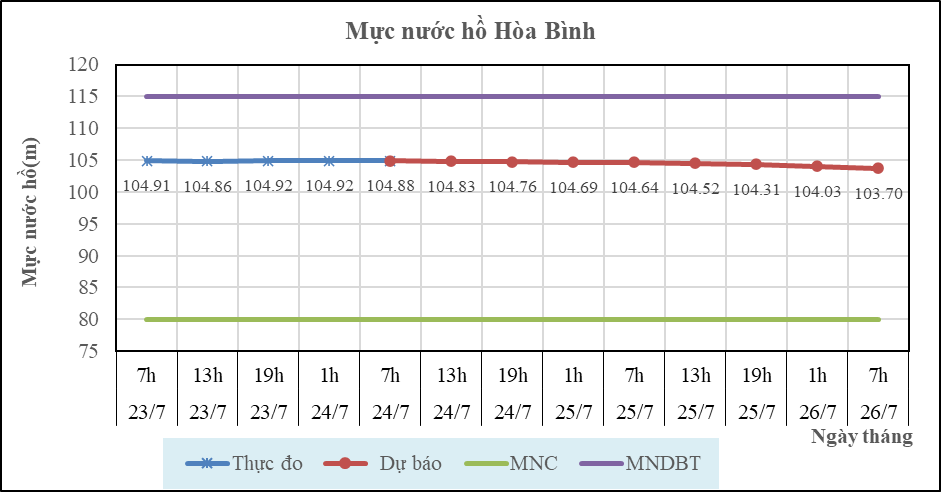 Mực nước hồ Hòa Bình
Mực nước hồ(m)
120
115
110
105
100
95
90
85
80
75
104.91 104.86 104.92 104.92 104.88 104.83 104.76 104.69 104.64 104.52 104.31 104.03 103.70
7h 13h 19h 1h 7h 13h 19h 1h 7h 13h 19h 1h 7h
23/7 23/7 23/7 24/7 24/7 24/7 24/7 25/7 25/7 25/7 25/7 26/7 26/7
Ngày tháng
Thực đo Dự báo MNC MNDBT